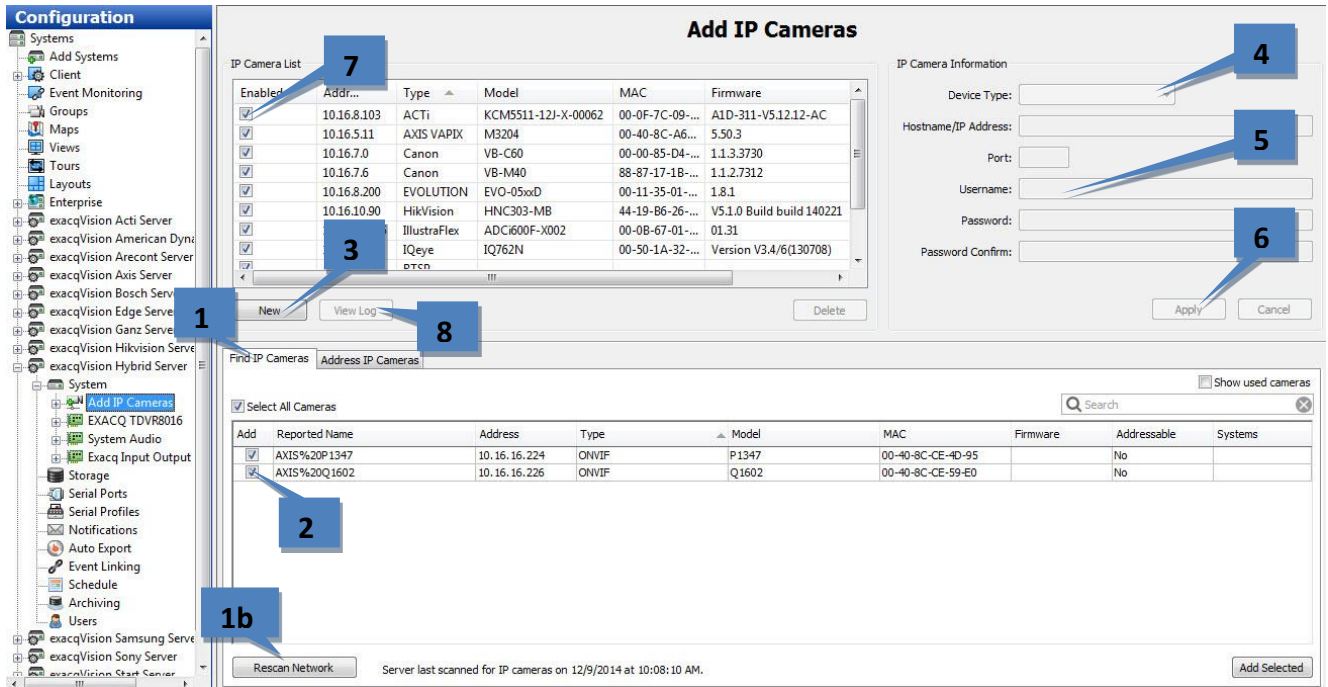 Configuration
Systems
Add Systems
Client
Event Monitoring
Groups
Maps
Views
Tours
Layouts
Enterprise
exacqVision Acti Server
exacqVision American Dyna
exacqVision Arecont Server
exacqVision Axis Server
exacqVision Bosch Serv
exacqVision Edge Serve
exacqVision Ganz Serve
exacqVision Hikvision Serve
exacqVision Hybrid Server
System
Add IP Cameras
EXACQ TDVR8016
System Audio
Exacq Input Output
Storage
Serial Ports
Serial Profiles
Notifications
Auto Export
Event Linking
Schedule
Archiving
Users
exacqVision Samsung Serve
exacqVision Sony Server
exacqVision Start Server
Add IP Cameras
IP Camera List
7
Enabled Addr... Type Model MAC Firmware
10.16.8.103 ACTi KCM5511-12J-X-00062 00-0F-7C-09-... A1D-311-V5.12.12-AC
10.16.5.11 AXIS VAPIX M3204 00-40-8C-A6... 5.50.3
10.16.7.0 Canon VB-C60 00-00-85-D4-... 1.1.3.3730
10.16.7.6 Canon VB-M40 88-87-17-1B-... 1.1.2.7312
10.16.8.200 EVOLUTION EVO-05xxD 00-11-35-01-... 1.8.1
10.16.10.90 HikVision HNC303-MB 44-19-B6-26-... V5.1.0 Build build 140221
IllustraFlex ADCi600F-X002 00-0B-67-01-... 01.31
IQeye IQ762N 00-50-1A-32-... Version V3.4/6(130708)
RTSP
3
New View Log Delete
8
IP Camera Information
4
Device Type:
Hostname/IP Address:
5
Port:
Username:
Password:
6
Password Confirm:
Apply Cancel
1
Find IP Cameras Address IP Cameras
Show used cameras
Select All Cameras Search
Add Reported Name Address Type Model MAC Firmware Addressable Systems
AXIS%20P1347 10.16.16.224 ONVIF P1347 00-40-8C-CE-4D-95 No
AXIS%20Q1602 10.16.16.226 ONVIF Q1602 00-40-8C-CE-59-E0 No
2
1b
Rescan Network Server last scanned for IP cameras on 12/9/2014 at 10:08:10 AM. Add Selected